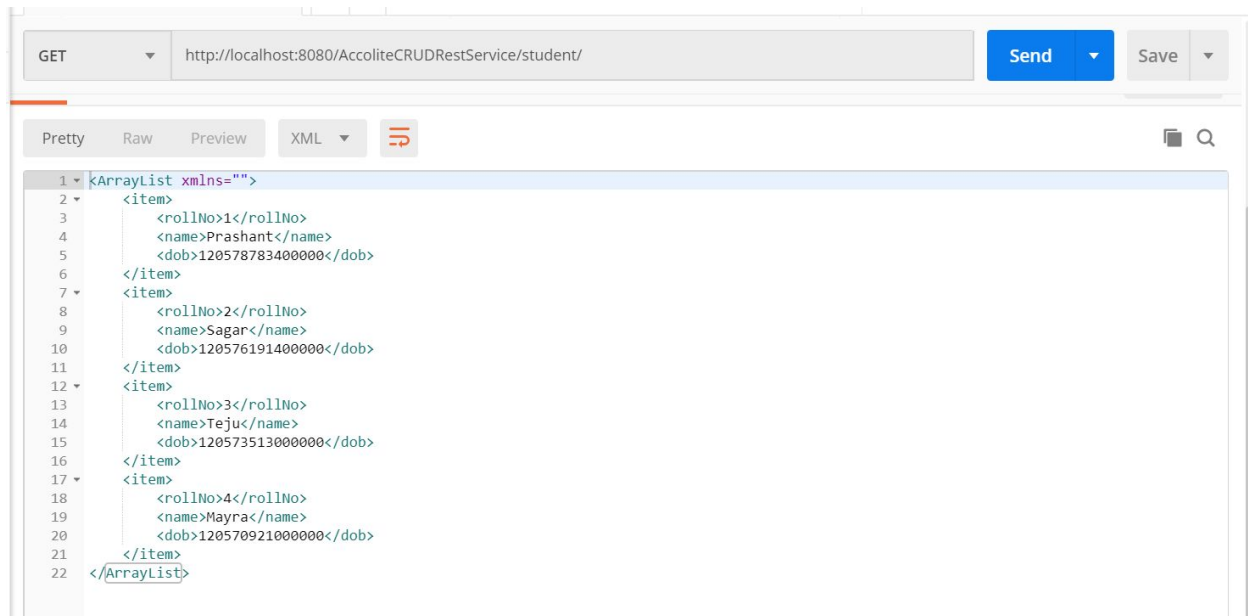 GET http://localhost:8080/AccoliteCRUDRestService/student/ Send Save
Pretty Raw Preview XML
1 <ArrayList xmlns="">
2 <item>
3 <rollNo>1</rollNo>
4 <name>Prashant</name>
5 <dob>120578783400000</dob>
6 </item>
7 <item>
8 <rollNo>2</rollNo>
9 <name>Sagar</name>
10 <dob>120576191400000</dob>
11 </item>
12 <item>
13 <rollNo>3</rollNo>
14 <name>Teju</name>
15 <dob>120573513000000</dob>
16 </item>
17 <item>
18 <rollNo>4</rollNo>
19 <name>Mayra</name>
20 <dob>120570921000000</dob>
21 </item>
22 </ArrayList>